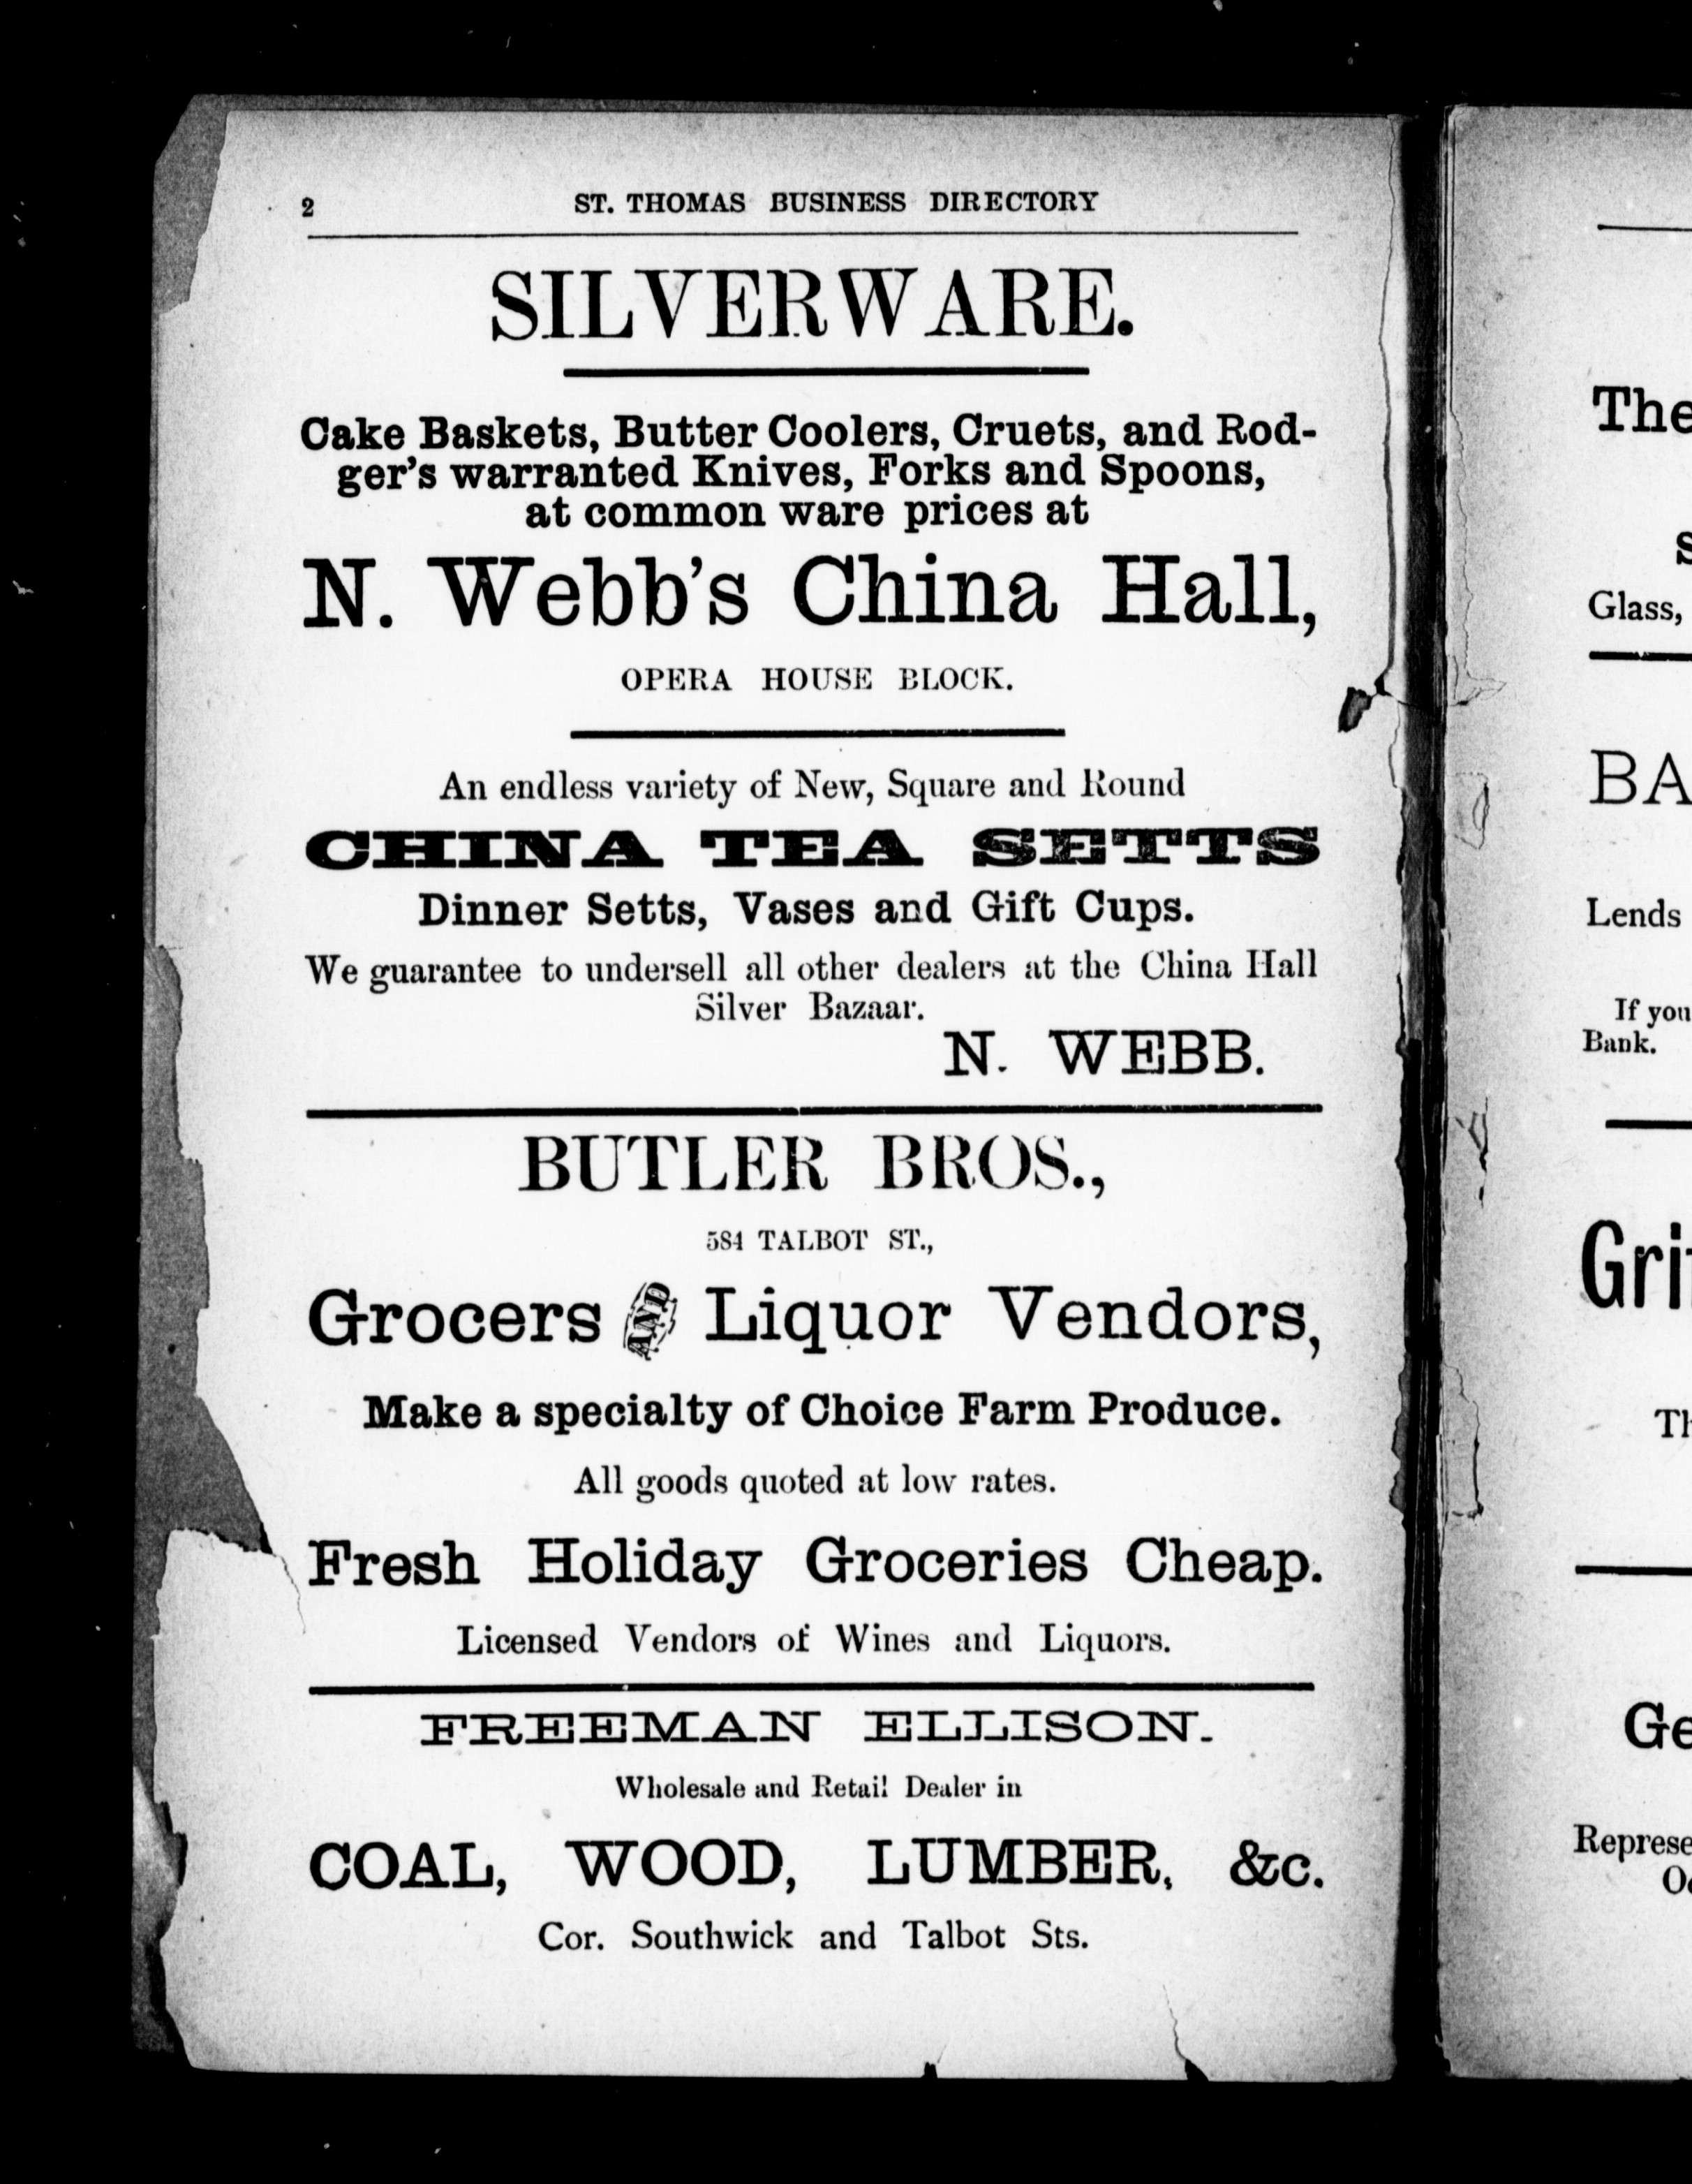 2 ST. THOMAS BUSINESS DIRECTORY
SILVERWARE.
Cake Baskets, Butter Coolers, Cruets, and Rod-
ger's warranted Knives, Forks and Spoons,
at common ware prices at
N. Webb's China Hall,
OPERA HOUSE BLOCK.
An endless variety of New, Square and Round
CHINA TEA SETTS
Dinner Setts, Vases and Gift Cups.
We guarantee to undersell all other dealers at the China Hall
Silver Bazaar.
N. WEBB.
BUTLER BROS.,
584 TALBOT ST.,
Grocers AND Liquor Vendors,
Make a specialty of Choice Farm Produce.
All goods quoted at low rates.
Fresh Holiday Groceries Cheap.
Licensed Vendors of Wines and Liquors.
FREEMAN ELLISON.
Wholesale and Retail Dealer in
COAL, WOOD, LUMBER, &c.
Cor. Southwick and Talbot Sts.
The
Glass,
BA
Lends
If you
Bank.
Gri
Ge
Represe